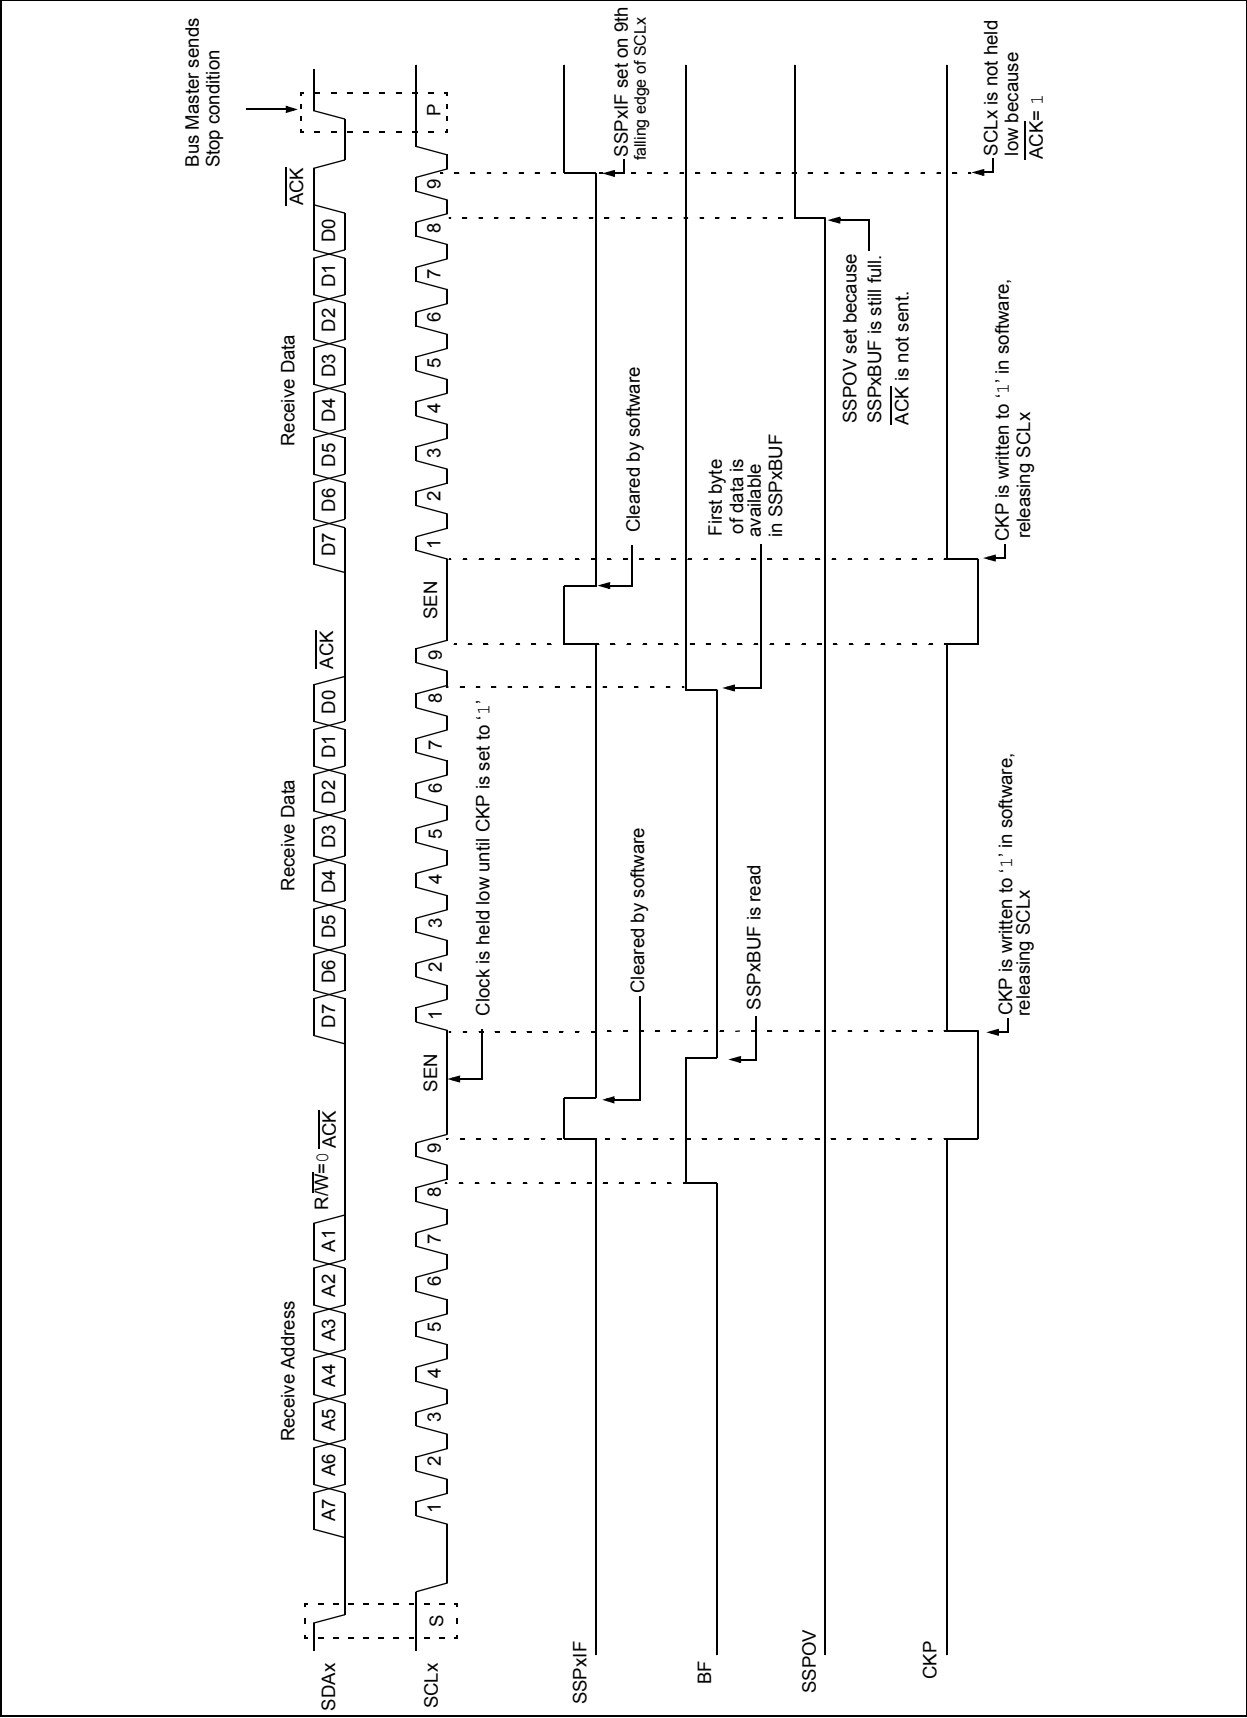 Bus Master sends
Stop condition
Receive Address
Receive Data
Receive Data
ACK
SDAx
A7 A6 A5 A4 A3 A2 A1 R/W=0 ACK D7 D6 D5 D4 D3 D2 D1 D0 ACK D7 D6 D5 D4 D3 D2 D1 D0
SCLx
S 1 2 3 4 5 6 7 8 9 SEN 1 2 3 4 5 6 7 8 9 SEN 1 2 3 4 5 6 7 8 9 P
Clock is held low until CKP is set to ‘1’
SSPxIF
Cleared by software
Cleared by software
SSPxIF set on 9th
falling edge of SCLx
BF
SSPxBUF is read
First byte
of data is
available
in SSPxBUF
SSPOV
SSPOV set because
SSPxBUF is still full.
ACK is not sent.
CKP
CKP is written to ‘1’ in software,
releasing SCLx
CKP is written to ‘1’ in software,
releasing SCLx
SCLx is not held
low because
ACK= 1